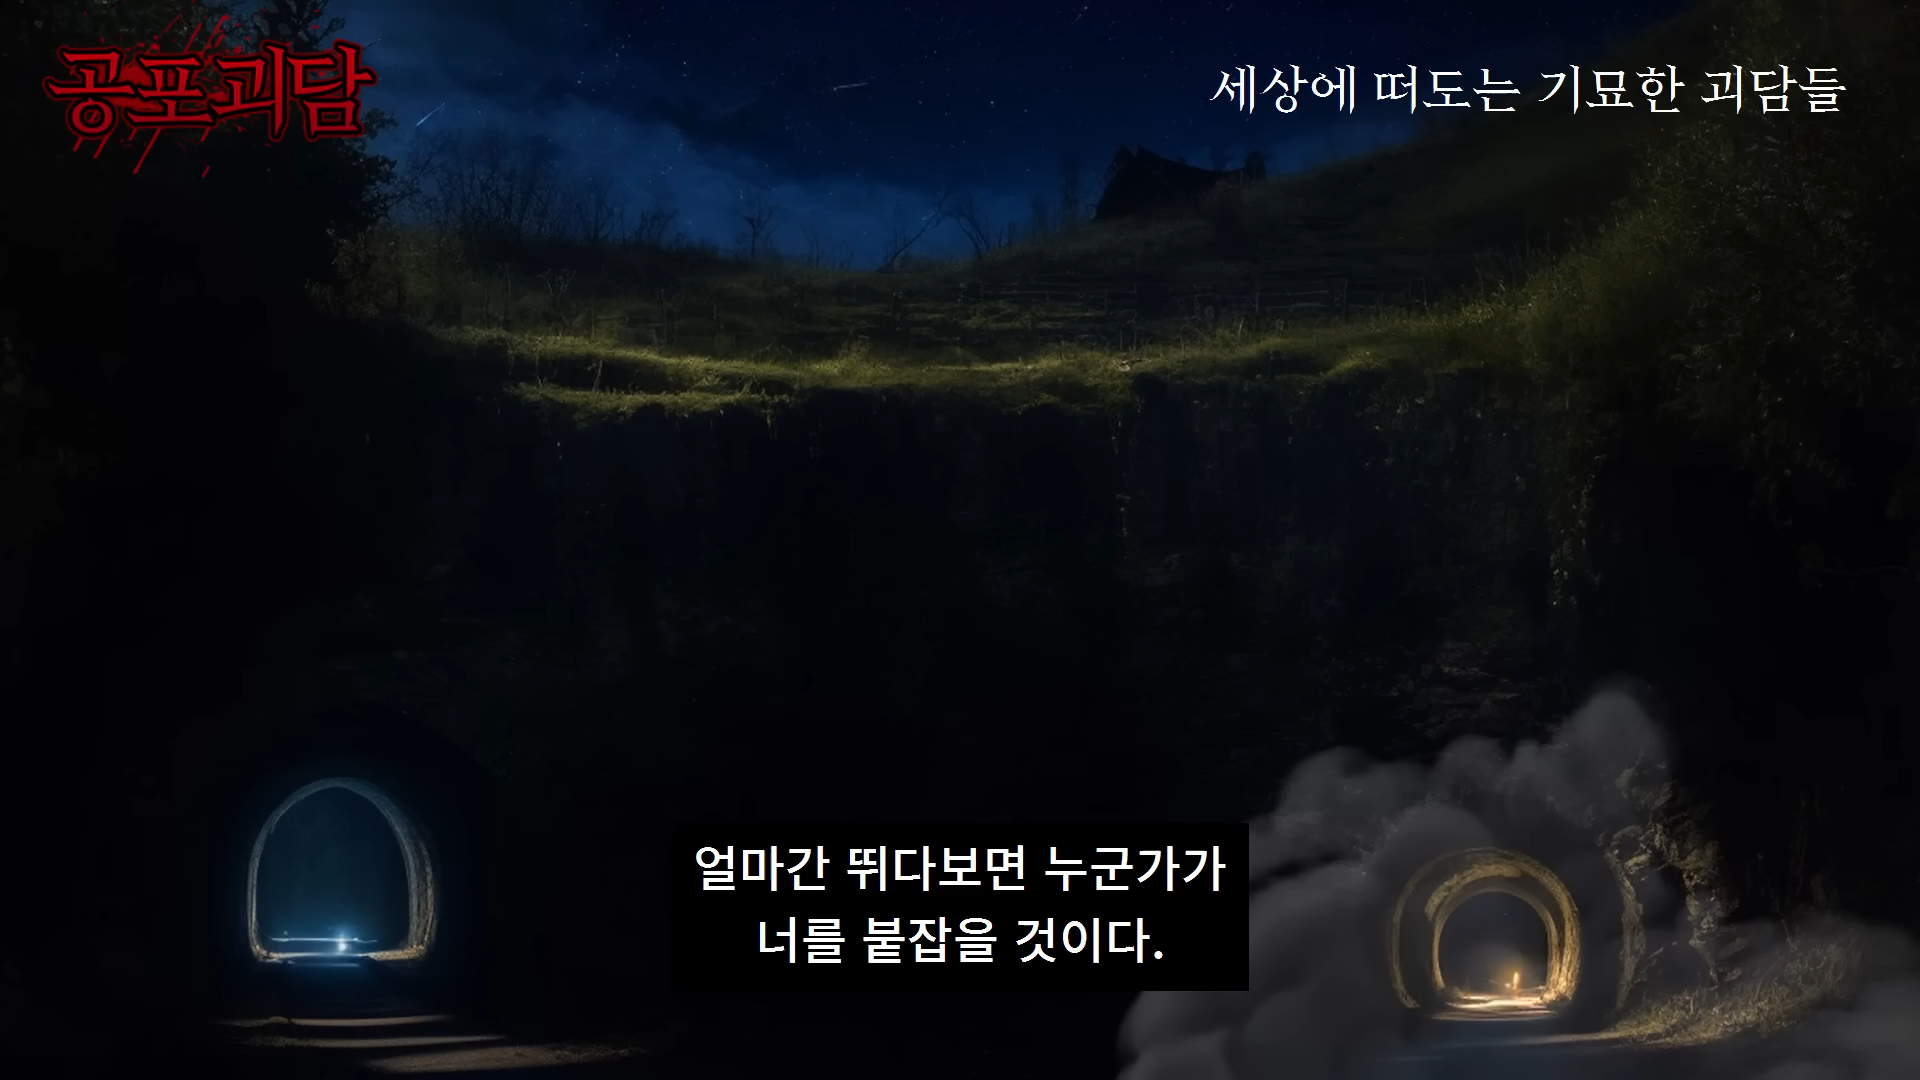 공포괴담
세상에 떠도는 기묘한 괴담들
얼마간 뛰다보면 누군가가
너를 붙잡을 것이다.